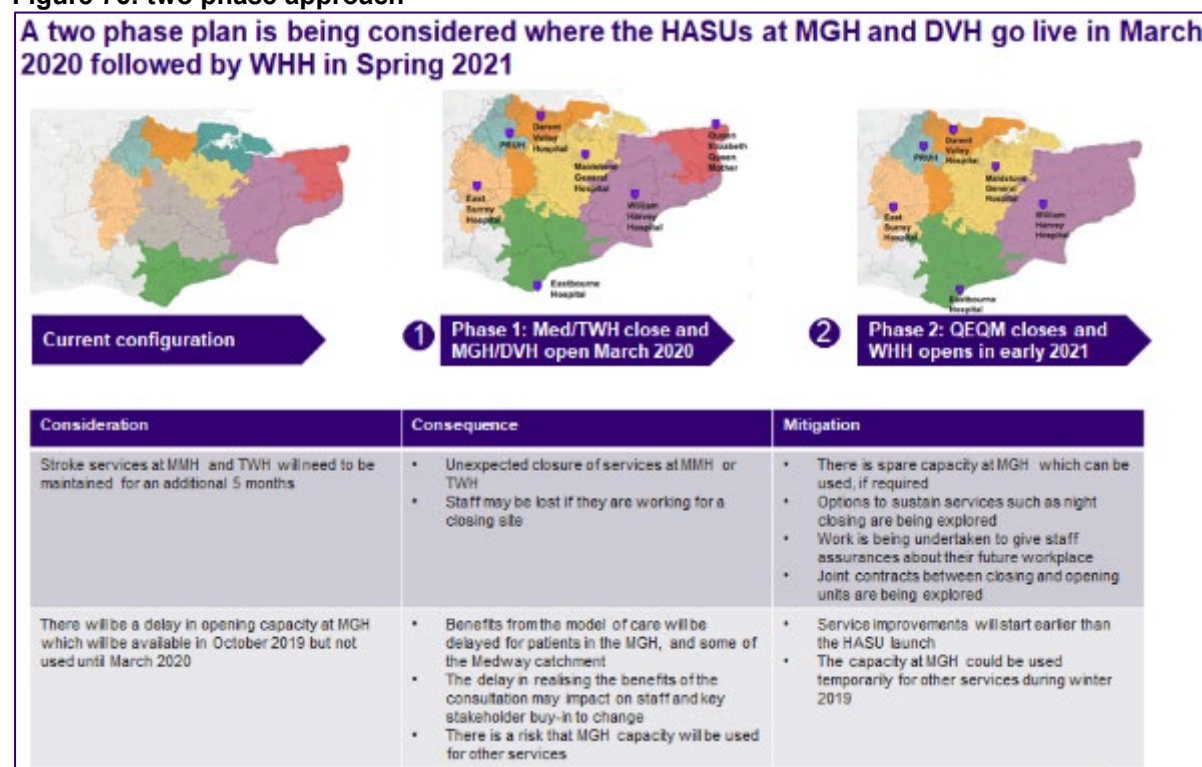 Figure 76: two phase approach
A two phase plan is being considered where the HASUs at MGH and DVH go live in March
2020 followed by WHH in Spring 2021
PRUH
Darent
Valley
Hospital
Maidstone
General
Hospital
Queen
Elizabeth
Queen
Mother
East
Surrey
Hospital
William
Harvey
Hospital
Eastbourne
Hospital
PRUH
Darent
Valley
Hospital
Maidstone
General
Hospital
East
Surrey
Hospital
William
Harvey
Hospital
Eastbourne
Hospital
Current configuration
1
Phase 1: Med/TWH close and
MGH/DVH open March 2020
2
Phase 2: QEQM closes and
WHH opens in early 2021
Consideration
Consequence
Mitigation
Stroke services at MMH and TWH will need to be
maintained for an additional 5 months
• Unexpected closure of services at MMH or
TWH
• Staff may be lost if they are working for a
closing site
• There is spare capacity at MGH which can be
used, if required
• Options to sustain services such as night
closing are being explored
• Work is being undertaken to give staff
assurances about their future workplace
• Joint contracts between closing and opening
units are being explored
There will be a delay in opening capacity at MGH
which will be available in October 2019 but not
used until March 2020
• Benefits from the model of care will be
delayed for patients in the MGH, and some of
the Medway catchment
• The delay in realising the benefits of the
consultation may impact on staff and key
stakeholder buy-in to change
• There is a risk that MGH capacity will be used
for other services
• Service improvements will start earlier than
the HASU launch
• The capacity at MGH could be used
temporarily for other services during winter
2019